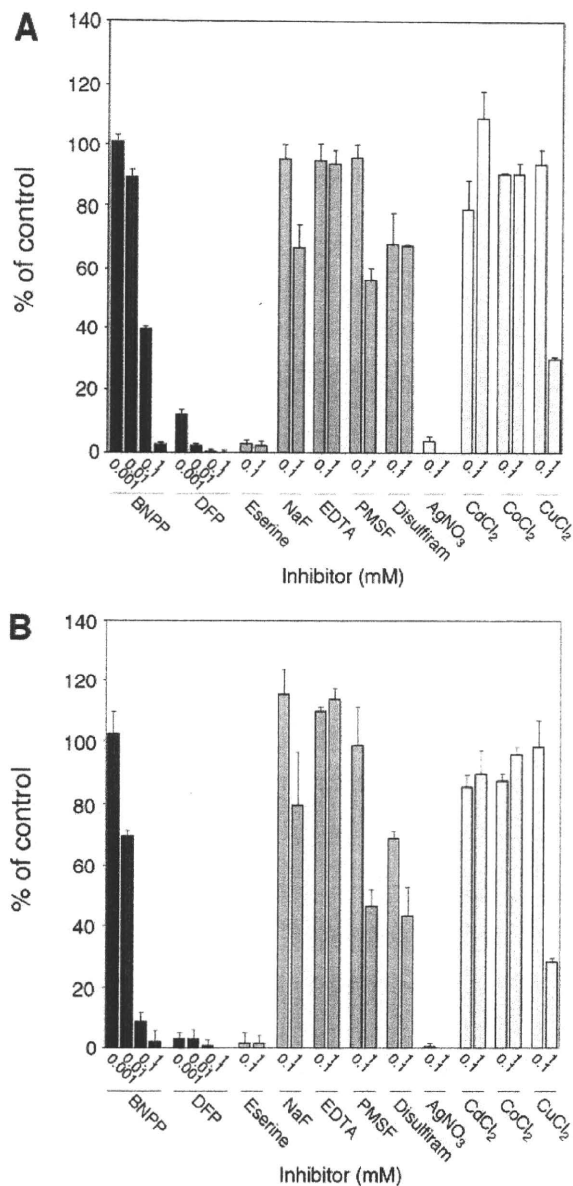 A
% of control
140
120
100
80
60
40
20
0
0.001 0.01 0.1 1
0.001 0.01 0.1 1
0.1 1
0.1 1
0.1 1
0.1 1
0.1 1
0.1 1
0.1 1
0.1 1
0.1 1
BNPP
DFP
Eserine
NaF
EDTA
PMSF
Disulfiram
AgNO3
CdCl2
CoCl2
CuCl2
Inhibitor (mM)
B
% of control
140
120
100
80
60
40
20
0
0.001 0.01 0.1 1
0.001 0.01 0.1 1
0.1 1
0.1 1
0.1 1
0.1 1
0.1 1
0.1 1
0.1 1
0.1 1
0.1 1
BNPP
DFP
Eserine
NaF
EDTA
PMSF
Disulfiram
AgNO3
CdCl2
CoCl2
CuCl2
Inhibitor (mM)